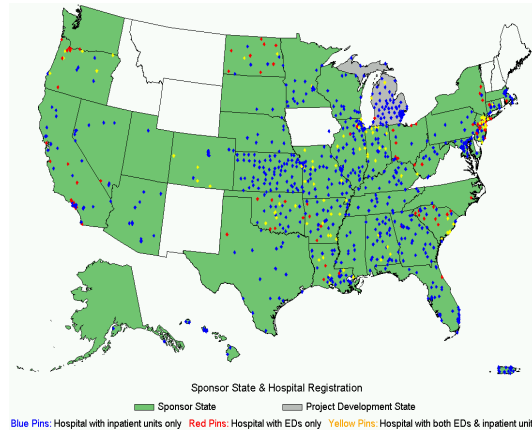 Sponsor State & Hospital Registration
Sponsor State Project Development State
Blue Pins: Hospital with inpatient units only Red Pins: Hospital with EDs only Yellow Pins: Hospital with both EDs & inpatient uni